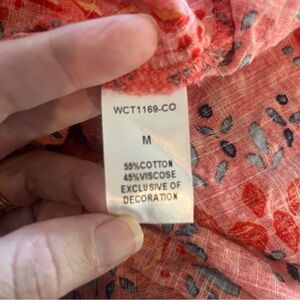 WCT1169-CO
M
55%COTTON
45%VISCOSE
EXCLUSIVE OF
DECORATION